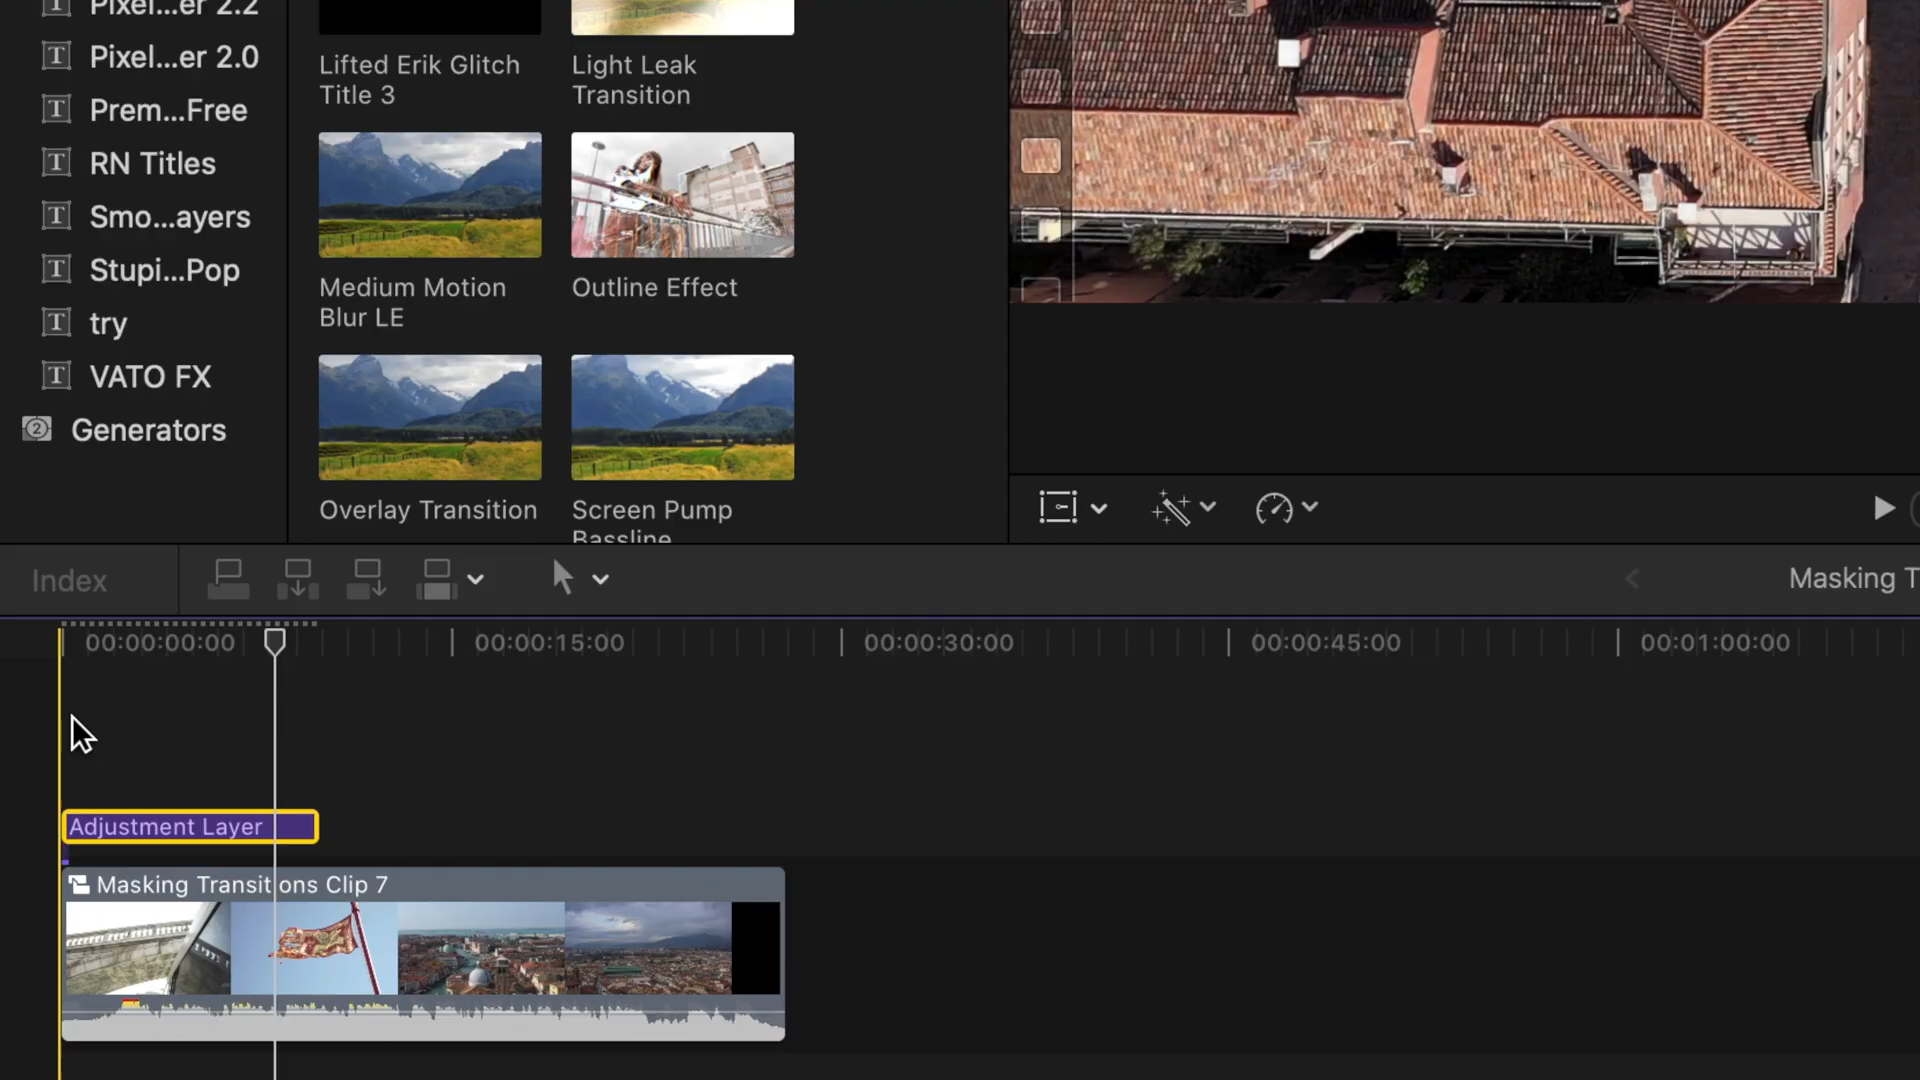 Pixel...er 2.2
Pixel...er 2.0
Prem...Free
RN Titles
Smo...ayers
Stupi...Pop
try
VATO FX
Generators
Lifted Erik Glitch
Title 3
Light Leak
Transition
Medium Motion
Blur LE
Outline Effect
Overlay Transition
Screen Pump
Bassline
Index
Masking T
00:00:00:00
00:00:15:00
00:00:30:00
00:00:45:00
00:01:00:00
Adjustment Layer
Masking Transitions Clip 7